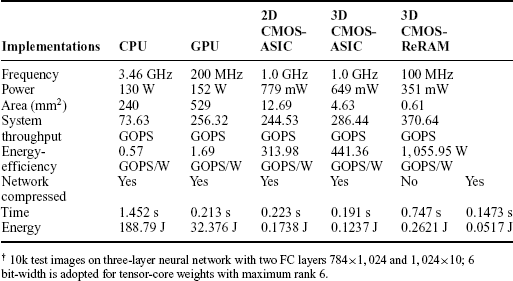 Implementations CPU GPU 2D CMOS-ASIC 3D CMOS-ASIC 3D CMOS-ReRAM
Frequency 3.46 GHz 200 MHz 1.0 GHz 1.0 GHz 100 MHz
Power 130 W 152 W 779 mW 649 mW 351 mW
Area (mm²) 240 529 12.69 4.63 0.61
System throughput 73.63 GOPS 256.32 GOPS 244.53 GOPS 286.44 GOPS 370.64 GOPS
Energy-efficiency 0.57 GOPS/W 1.69 GOPS/W 313.98 GOPS/W 441.36 GOPS/W 1,055.95 W GOPS/W
Network compressed Yes Yes Yes Yes No Yes
Time 1.452 s 0.213 s 0.223 s 0.191 s 0.747 s 0.1473 s
Energy 188.79 J 32.376 J 0.1738 J 0.1237 J 0.2621 J 0.0517 J
† 10k test images on three-layer neural network with two FC layers 784×1,024 and 1,024×10; 6
bit-width is adopted for tensor-core weights with maximum rank 6.